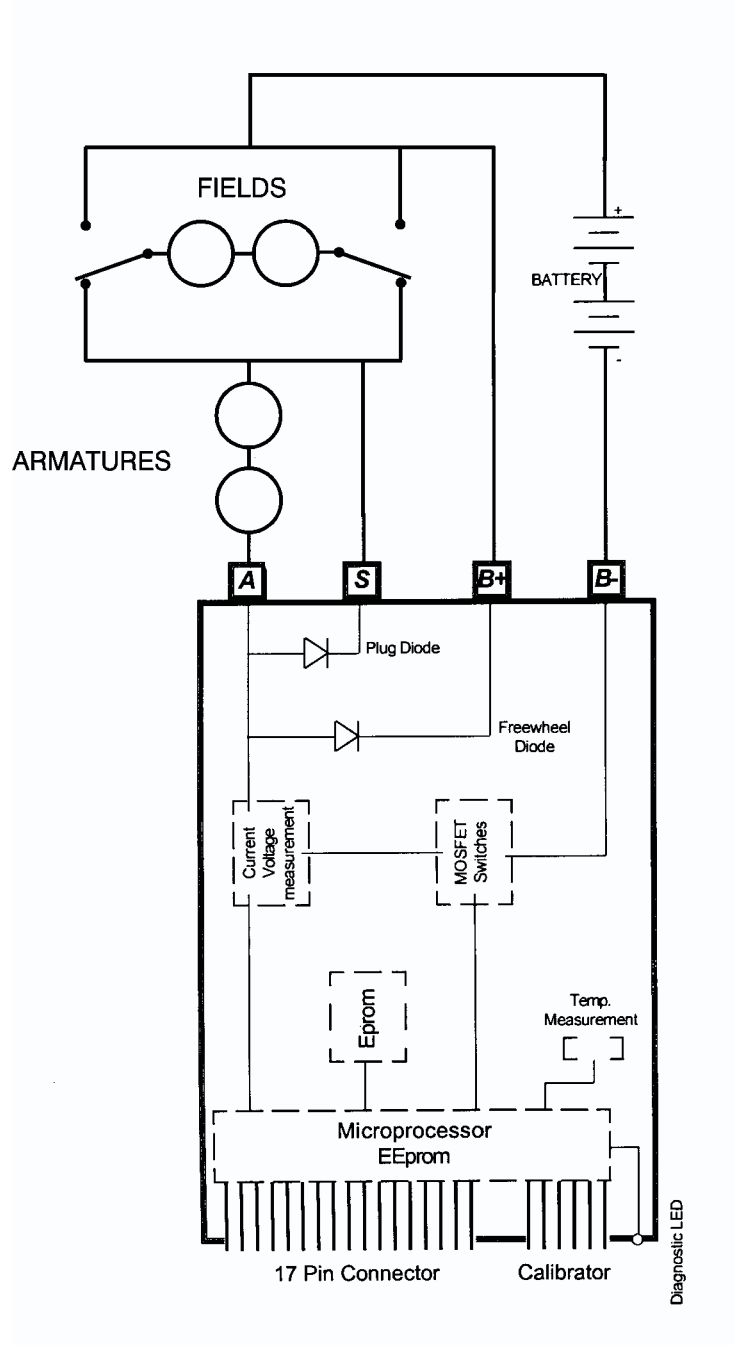 FIELDS
+
BATTERY
-
ARMATURES
A
S
B+
B-
Plug Diode
Freewheel
Diode
Current
Voltage
measurement
MOSFET
Switches
Eprom
Temp.
Measurement
Microprocessor
EEprom
17 Pin Connector
Calibrator
Diagnostic LED